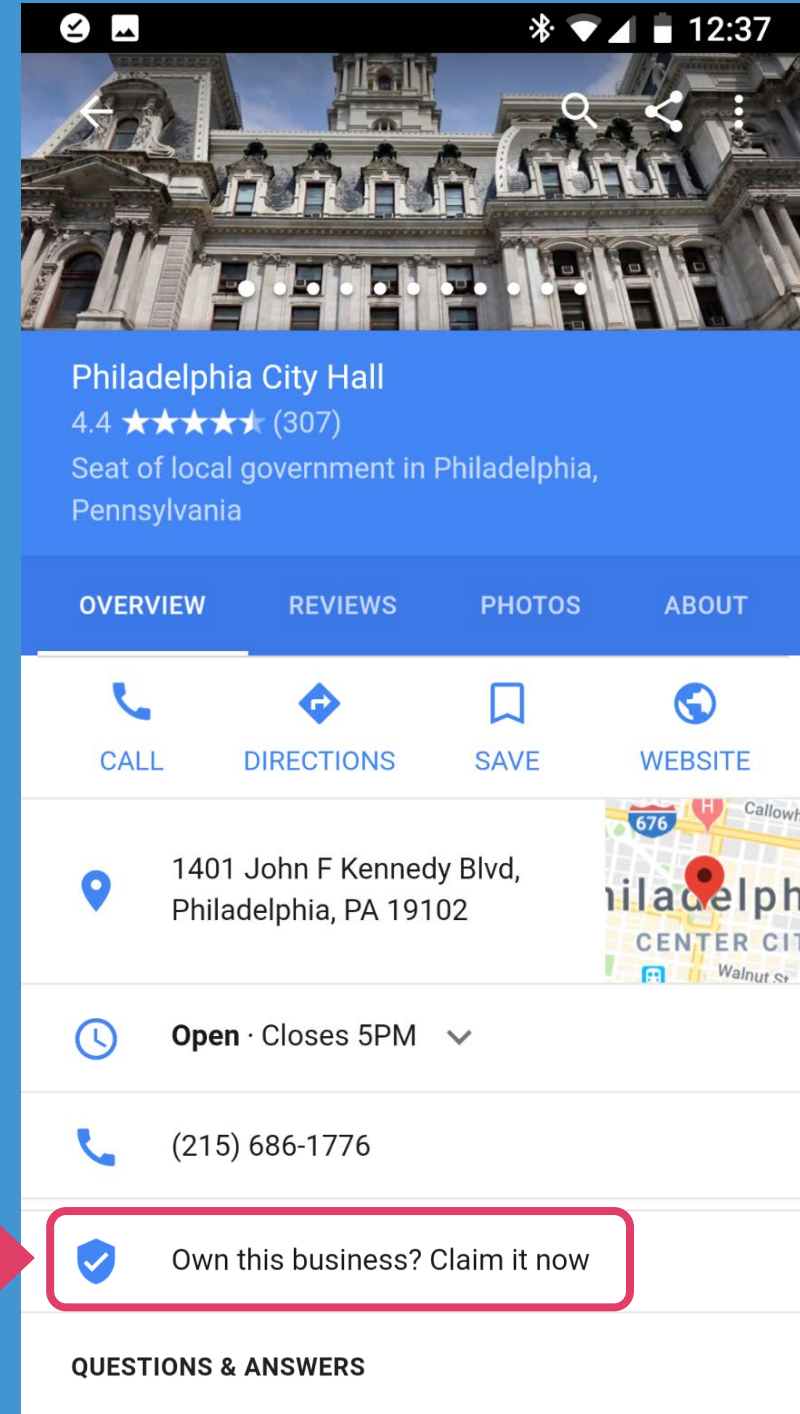 12:37
Philadelphia City Hall
4.4 (307)
Seat of local government in Philadelphia,
Pennsylvania
OVERVIEW REVIEWS PHOTOS ABOUT
CALL DIRECTIONS SAVE WEBSITE
1401 John F Kennedy Blvd,
Philadelphia, PA 19102
676
H
Callowh
hiladelph
CENTER CIT
Walnut St
Open · Closes 5PM
(215) 686-1776
Own this business? Claim it now
QUESTIONS & ANSWERS